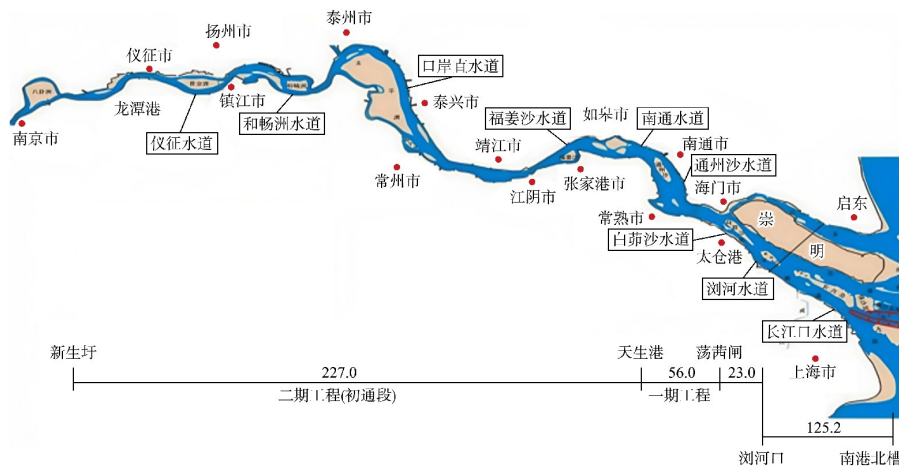 泰州市
扬州市
仪征市
口岸直水道
龙潭港
镇江市
泰兴市
南京市
仪征水道
和畅洲水道
福姜沙水道
如皋市
南通水道
靖江市
南通市
通州沙水道
常州市
江阴市
张家港市
海门市
启东
常熟市
崇
明
白茆沙水道
太仓港
浏河水道
长江口水道
新生圩
天生港
荡茜闸
227.0
56.0
23.0
上海市
二期工程(初通段)
一期工程
125.2
浏河口
南港北槽